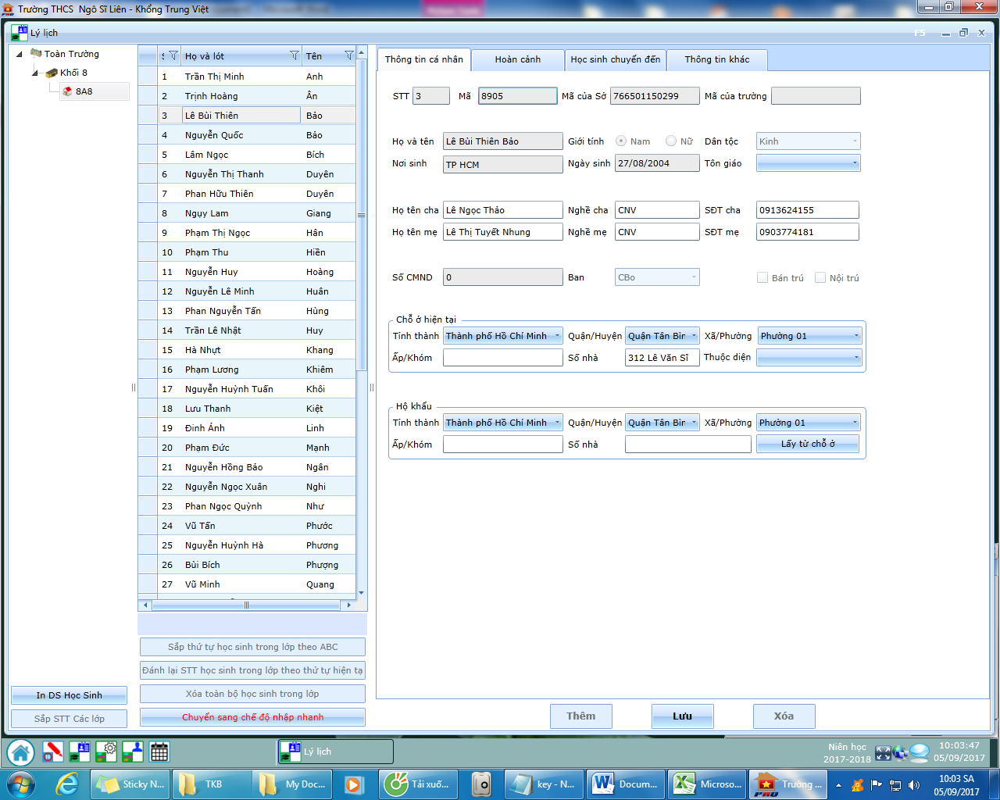 Trường THCS Ngô Sĩ Liên - Khổng Trung Việt
Lý lịch
F5
Toàn Trường
Khối 8
8A8
S Họ và lót Tên
1 Trần Thị Minh Anh
2 Trịnh Hoàng Ân
3 Lê Bùi Thiên Bảo
4 Nguyễn Quốc Bảo
5 Lâm Ngọc Bích
6 Nguyễn Thị Thanh Duyên
7 Phan Hữu Thiên Duyên
8 Ngụy Lam Giang
9 Phạm Thị Ngọc Hân
10 Phạm Thu Hiền
11 Nguyễn Huy Hoàng
12 Nguyễn Lê Minh Huân
13 Phan Nguyễn Tấn Hùng
14 Trần Lê Nhật Huy
15 Hà Nhựt Khang
16 Phạm Lương Khiêm
17 Nguyễn Huỳnh Tuấn Khôi
18 Lưu Thanh Kiệt
19 Đinh Ánh Linh
20 Phạm Đức Mạnh
21 Nguyễn Hồng Bảo Ngân
22 Nguyễn Ngọc Xuân Nghi
23 Phan Ngọc Quỳnh Như
24 Vũ Tấn Phước
25 Nguyễn Huỳnh Hà Phương
26 Bùi Bích Phượng
27 Vũ Minh Quang
Thông tin cá nhân Hoàn cảnh Học sinh chuyển đến Thông tin khác
STT 3 Mã 8905 Mã của Sở 766501150299 Mã của trường
Họ và tên Lê Bùi Thiên Bảo Giới tính Nam Nữ Dân tộc Kinh
Nơi sinh TP HCM Ngày sinh 27/08/2004 Tôn giáo
Họ tên cha Lê Ngọc Thảo Nghề cha CNV SĐT cha 0913624155
Họ tên mẹ Lê Thị Tuyết Nhung Nghề mẹ CNV SĐT mẹ 0903774181
Số CMND 0 Ban CBo Bán trú Nội trú
Chỗ ở hiện tại
Tỉnh thành Thành phố Hồ Chí Minh Quận/Huyện Quận Tân Bìn Xã/Phường Phường 01
Ấp/Khóm Số nhà 312 Lê Văn Sĩ Thuộc diện
Hộ khẩu
Tỉnh thành Thành phố Hồ Chí Minh Quận/Huyện Quận Tân Bìn Xã/Phường Phường 01
Ấp/Khóm Số nhà Lấy từ chỗ ở
Sắp thứ tự học sinh trong lớp theo ABC
Đánh lại STT học sinh trong lớp theo thứ tự hiện tạ
Xóa toàn bộ học sinh trong lớp
Chuyển sang chế độ nhập nhanh
In DS Học Sinh
Sắp STT Các lớp
Thêm Lưu Xóa
Lý lịch
Niên học
2017-2018
10:03:47
05/09/2017
Sticky N... TKB My Doc... Tải xuố... key - N... Docum... Microso... Trường ...
10:03 SA
05/09/2017